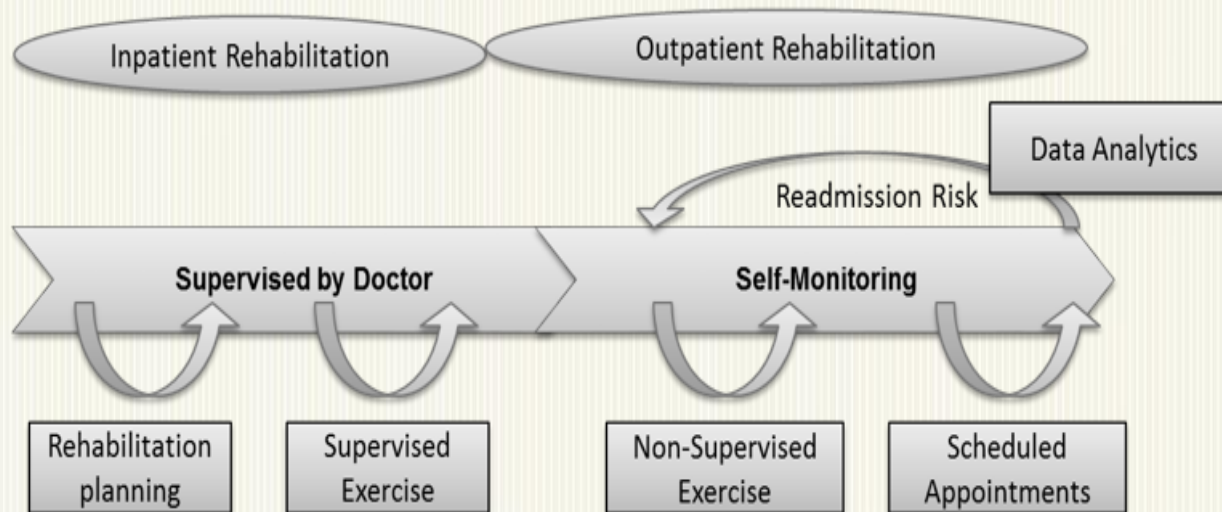 Inpatient Rehabilitation
Outpatient Rehabilitation
Data Analytics
Readmission Risk
Supervised by Doctor
Self-Monitoring
Rehabilitation
planning
Supervised
Exercise
Non-Supervised
Exercise
Scheduled
Appointments